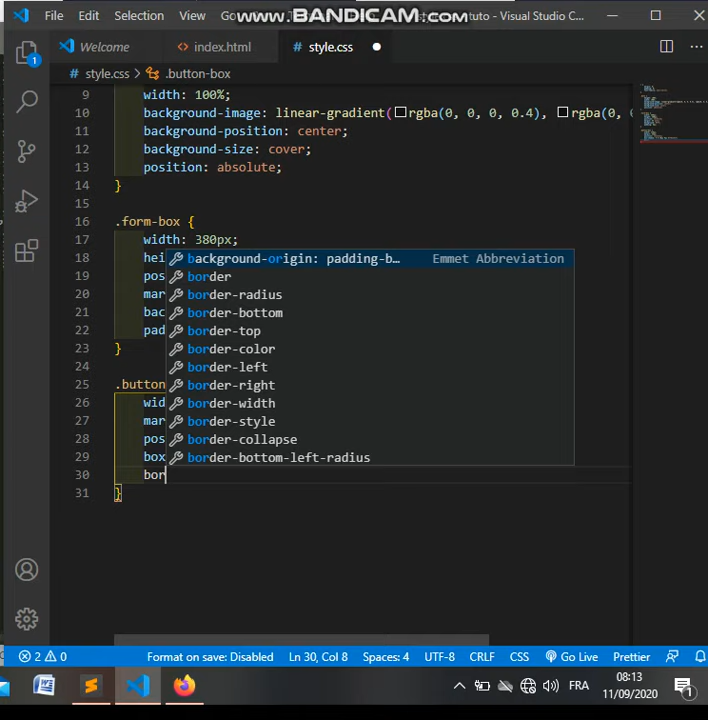 File Edit Selection View Go www.BANDICAM.com tuto - Visual Studio C...
Welcome index.html style.css
style.css > .button-box
9 width: 100%;
10 background-image: linear-gradient(rgba(0, 0, 0, 0.4), rgba(0, 0
11 background-position: center;
12 background-size: cover;
13 position: absolute;
14 }
15
16 .form-box {
17 width: 380px;
18 hei background-origin: padding-b... Emmet Abbreviation
19 pos border
20 mar border-radius
21 bac border-bottom
22 pad border-top
23 } border-color
24 border-left
25 .button border-right
26 wid border-width
27 mar border-style
28 pos border-collapse
29 box border-bottom-left-radius
30 bor
31 }
2 0 Format on save: Disabled Ln 30, Col 8 Spaces: 4 UTF-8 CRLF CSS Go Live Prettier
FRA 08:13
11/09/2020 1
1